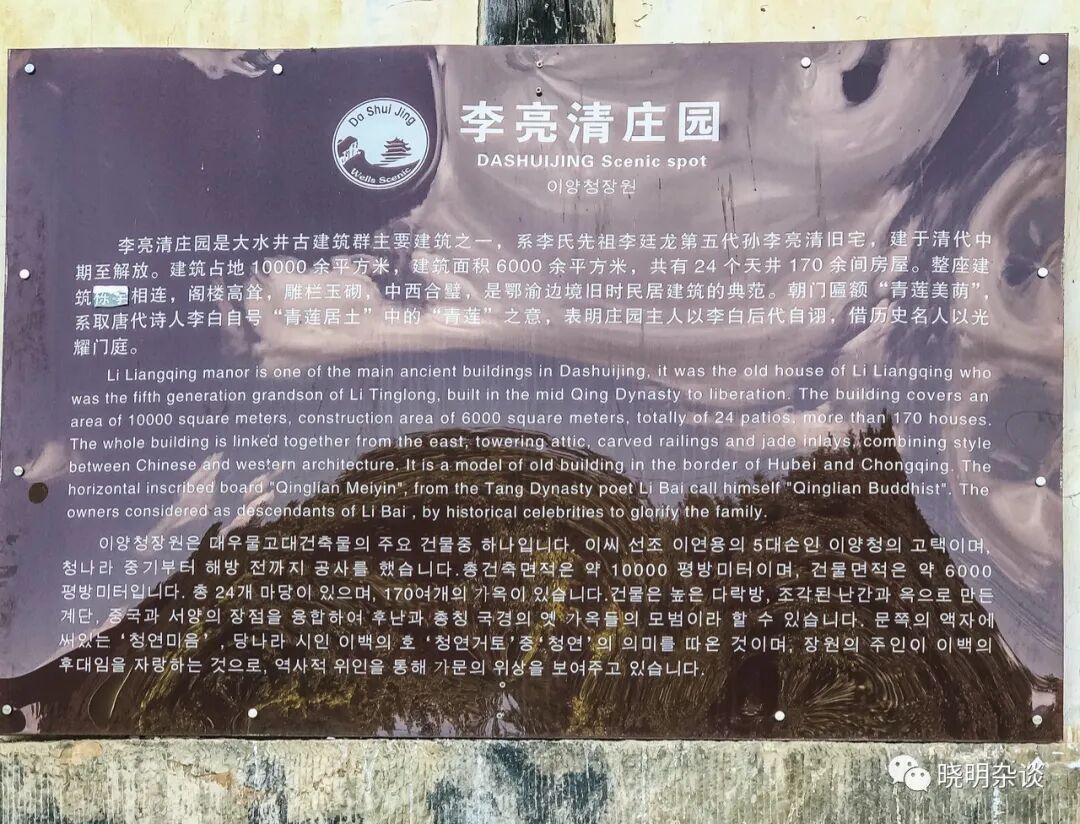 Da Shui Jing
Wells Scenic
李亮清庄园
DASHUIJING Scenic spot
이양청장원
李亮清庄园是大水井古建筑群主要建筑之一，系李氏先祖李廷龙第五代孙李亮清旧宅，建于清代中
期至解放。建筑占地 10000 余平方米，建筑面积 6000 余平方米，共有 24 个天井 170 余间房屋。整座建
筑栋宇相连，阁楼高耸，雕栏玉砌，中西合璧，是鄂渝边境旧时民居建筑的典范。朝门匾额“青莲美荫”，
系取唐代诗人李白自号“青莲居士”中的“青莲”之意，表明庄园主人以李白后代自诩，借历史名人以光
耀门庭。
Li Liangqing manor is one of the main ancient buildings in Dashuijing, it was the old house of Li Liangqing who
was the fifth generation grandson of Li Tinglong, built in the mid Qing Dynasty to liberation. The building covers an
area of 10000 square meters, construction area of 6000 square meters, totally of 24 patios, more than 170 houses.
The whole building is linked together from the east, towering attic, carved railings and jade inlays, combining style
between Chinese and western architecture. It is a model of old building in the border of Hubei and Chongqing. The
horizontal inscribed board "Qinglian Meiyin", from the Tang Dynasty poet Li Bai call himself "Qinglian Buddhist". The
owners considered as descendants of Li Bai , by historical celebrities to glorify the family.
이양청장원은 대우물고대건축물의 주요 건물중 하나입니다. 이씨 선조 이연용의 5대손인 이양청의 고택이며,
청나라 중기부터 해방 전까지 공사를 했습니다.총건축면적은 약 10000 평방미터이며, 건물면적은 약 6000
평방미터입니다. 총 24개 마당이 있으며, 170여개의 가옥이 있습니다.건물은 높은 다락방, 조각된 난간과 옥으로 만든
계단, 중국과 서양의 장점을 융합하여 후난과 충칭 국경의 옛 가옥들의 모범이라 할 수 있습니다. 문쪽의 액자에
써있는 ‘청연미음’ 당나라 시인 이백의 호 ‘청연거토’중‘청연’의 의미를 따온 것이며, 장원의 주인이 이백의
후대임을 자랑하는 것으로, 역사적 위인을 통해 가문의 위상을 보여주고 있습니다.
晓明杂谈